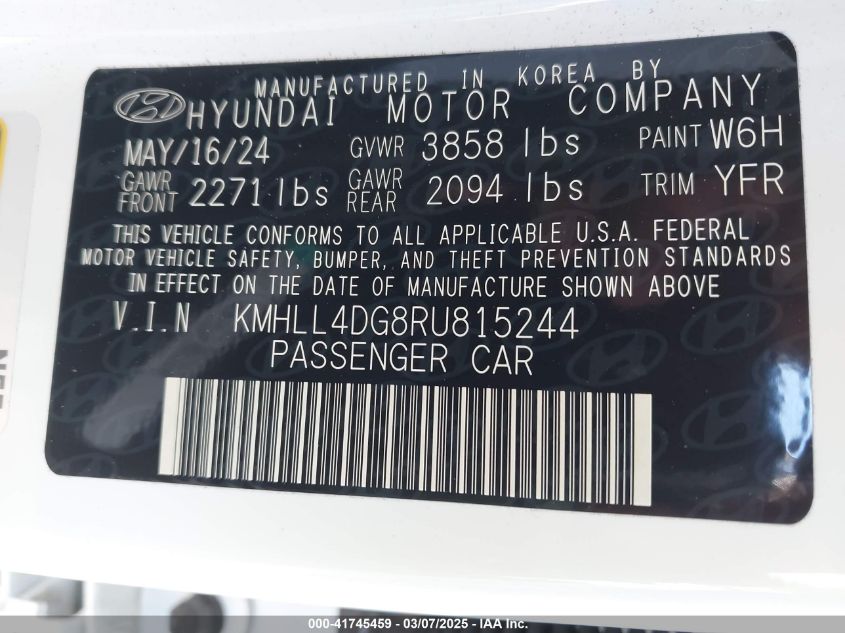 MANUFACTURED IN KOREA BY
HYUNDAI MOTOR COMPANY
MAY/16/24 GVWR 3858 lbs PAINT W6H
GAWR FRONT 2271 lbs GAWR REAR 2094 lbs TRIM YFR
THIS VEHICLE CONFORMS TO ALL APPLICABLE U.S.A. FEDERAL
MOTOR VEHICLE SAFETY, BUMPER, AND THEFT PREVENTION STANDARDS
IN EFFECT ON THE DATE OF MANUFACTURE SHOWN ABOVE
V.I.N KMHLL4DG8RU815244
PASSENGER CAR
000-41745459 - 03/07/2025 - IAA Inc.